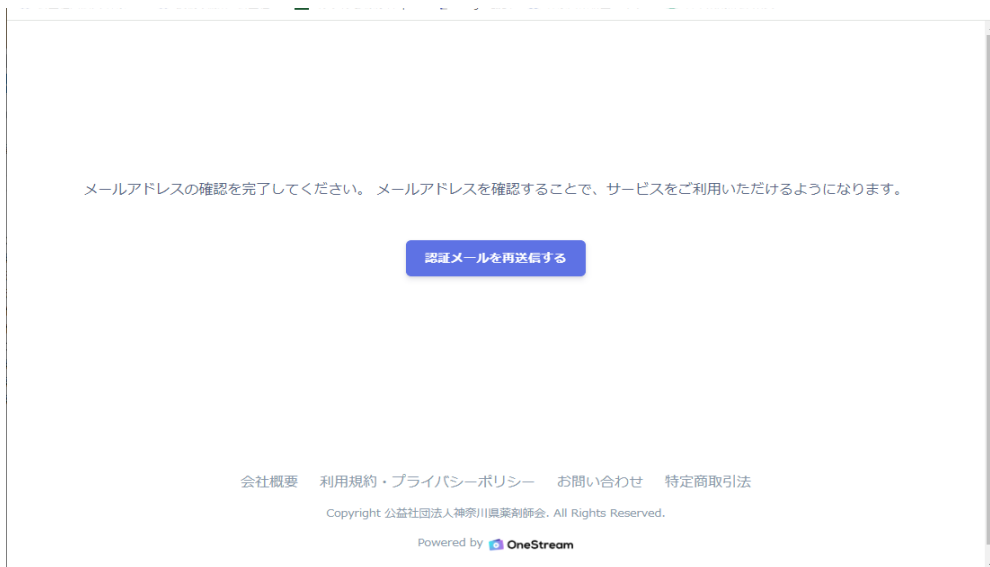 メールアドレスの確認を完了してください。 メールアドレスを確認することで、サービスをご利用いただけるようになります。
認証メールを再送信する
会社概要 利用規約・プライバシーポリシー お問い合わせ 特定商取引法
Copyright 公益社団法人神奈川県薬剤師会. All Rights Reserved.
Powered by OneStream